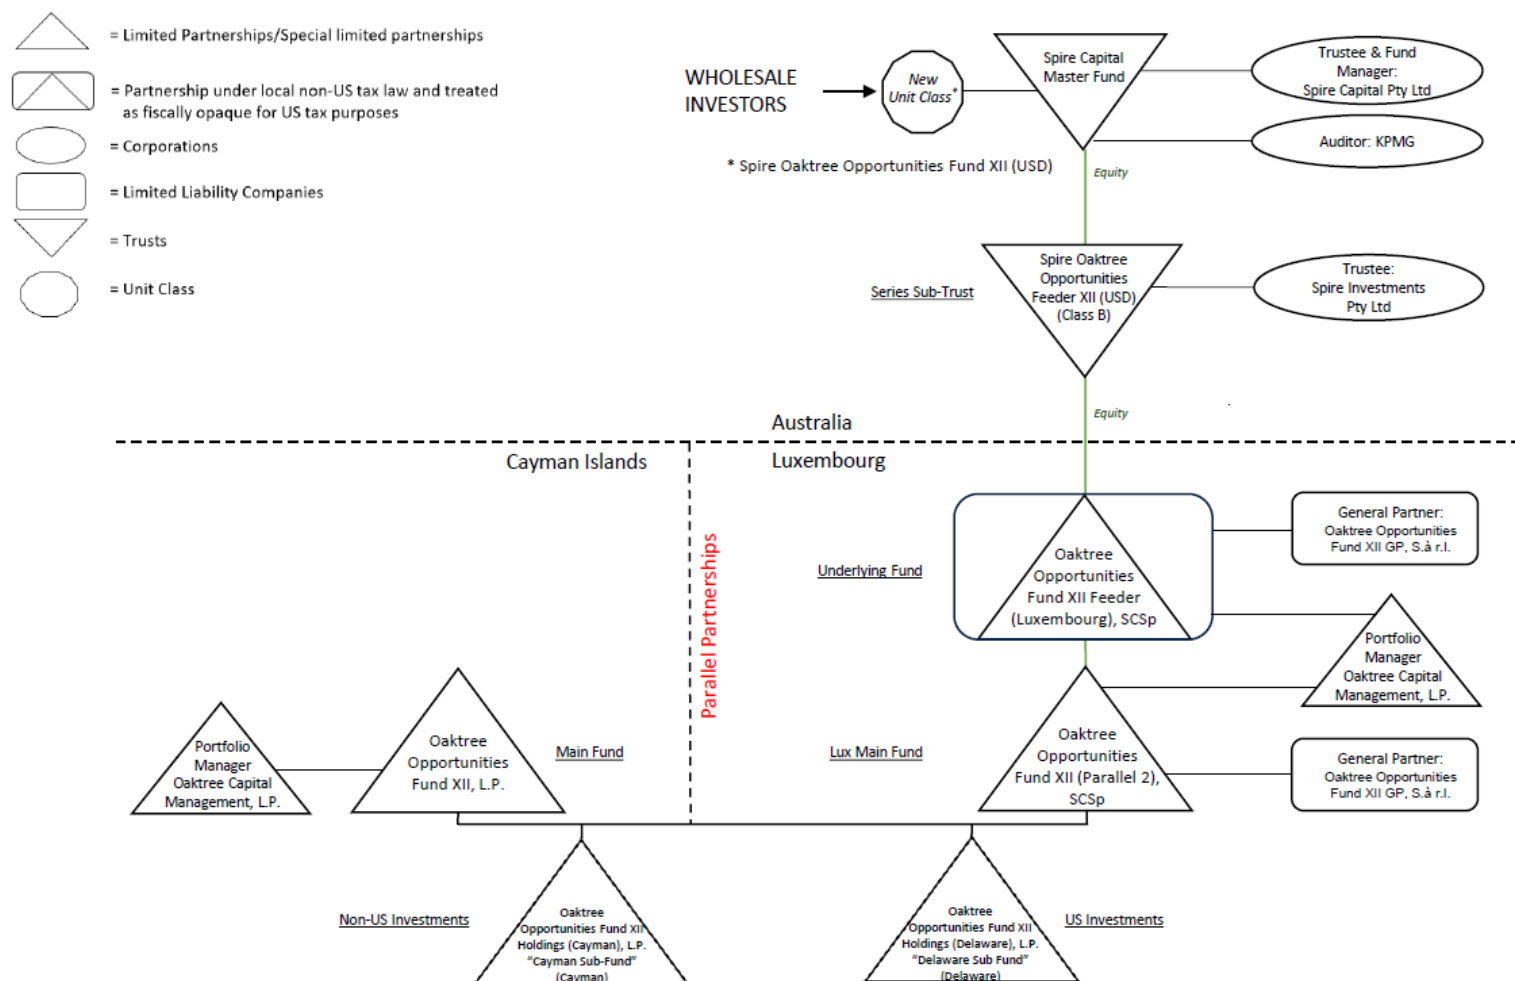 = Limited Partnerships/Special limited partnerships
= Partnership under local non-US tax law and treated
as fiscally opaque for US tax purposes
= Corporations
= Limited Liability Companies
= Trusts
= Unit Class
WHOLESALE
INVESTORS
New
Unit Class*
Spire Capital
Master Fund
Trustee & Fund
Manager:
Spire Capital Pty Ltd
Auditor: KPMG
* Spire Oaktree Opportunities Fund XII (USD)
Equity
Series Sub-Trust
Spire Oaktree
Opportunities
Feeder XII (USD)
(Class B)
Trustee:
Spire Investments
Pty Ltd
Equity
Australia
Cayman Islands
Luxembourg
Parallel Partnerships
Underlying Fund
Oaktree
Opportunities
Fund XII Feeder
(Luxembourg), SCSp
General Partner:
Oaktree Opportunities
Fund XII GP, S.à r.l.
Portfolio
Manager
Oaktree Capital
Management, L.P.
Portfolio
Manager
Oaktree Capital
Management, L.P.
Oaktree
Opportunities
Fund XII, L.P.
Main Fund
Lux Main Fund
Oaktree
Opportunities
Fund XII (Parallel 2),
SCSp
General Partner:
Oaktree Opportunities
Fund XII GP, S.à r.l.
Non-US Investments
Oaktree
Opportunities Fund XII
Holdings (Cayman), L.P.
“Cayman Sub-Fund”
(Cayman)
Oaktree
Opportunities Fund XII
Holdings (Delaware), L.P.
“Delaware Sub Fund”
(Delaware)
US Investments